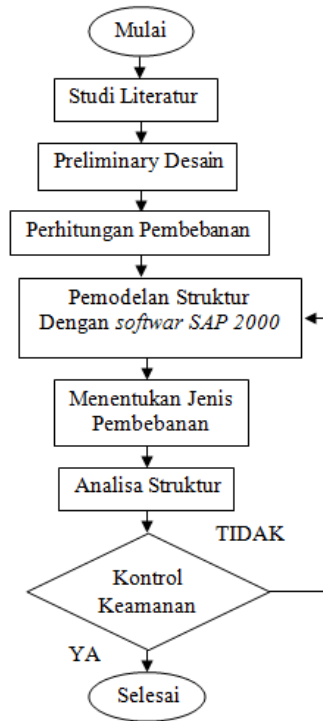 Mulai
Studi Literatur
Preliminary Desain
Perhitungan Pembebanan
Pemodelan Struktur
Dengan softwar SAP 2000
Menentukan Jenis
Pembebanan
Analisa Struktur
TIDAK
Kontrol
Keamanan
YA
Selesai